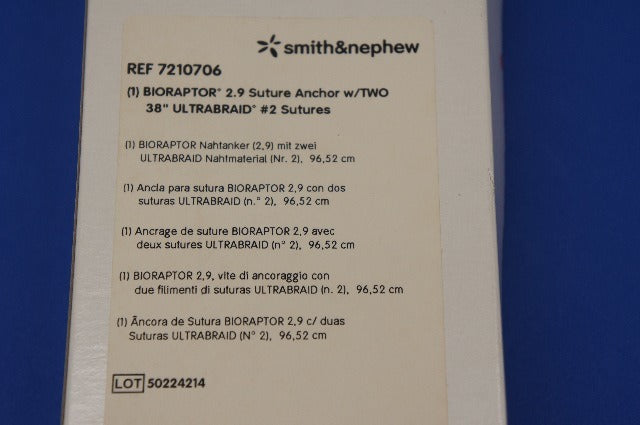 smith&nephew
REF 7210706
(1) BIORAPTOR° 2.9 Suture Anchor w/TWO
38" ULTRABRAID° #2 Sutures
(1) BIORAPTOR Nahtanker (2,9) mit zwei
ULTRABRAID Nahtmaterial (Nr. 2), 96,52 cm
(1) Ancla para sutura BIORAPTOR 2,9 con dos
suturas ULTRABRAID (n.° 2), 96,52 cm
(1) Ancrage de suture BIORAPTOR 2,9 avec
deux sutures ULTRABRAID (n° 2), 96,52 cm
(1) BIORAPTOR 2,9, vite di ancoraggio con
due filimenti di suturas ULTRABRAID (n. 2), 96,52 cm
(1) Ãncora de Sutura BIORAPTOR 2,9 c/ duas
Suturas ULTRABRAID (N° 2), 96,52 cm
LOT 50224214